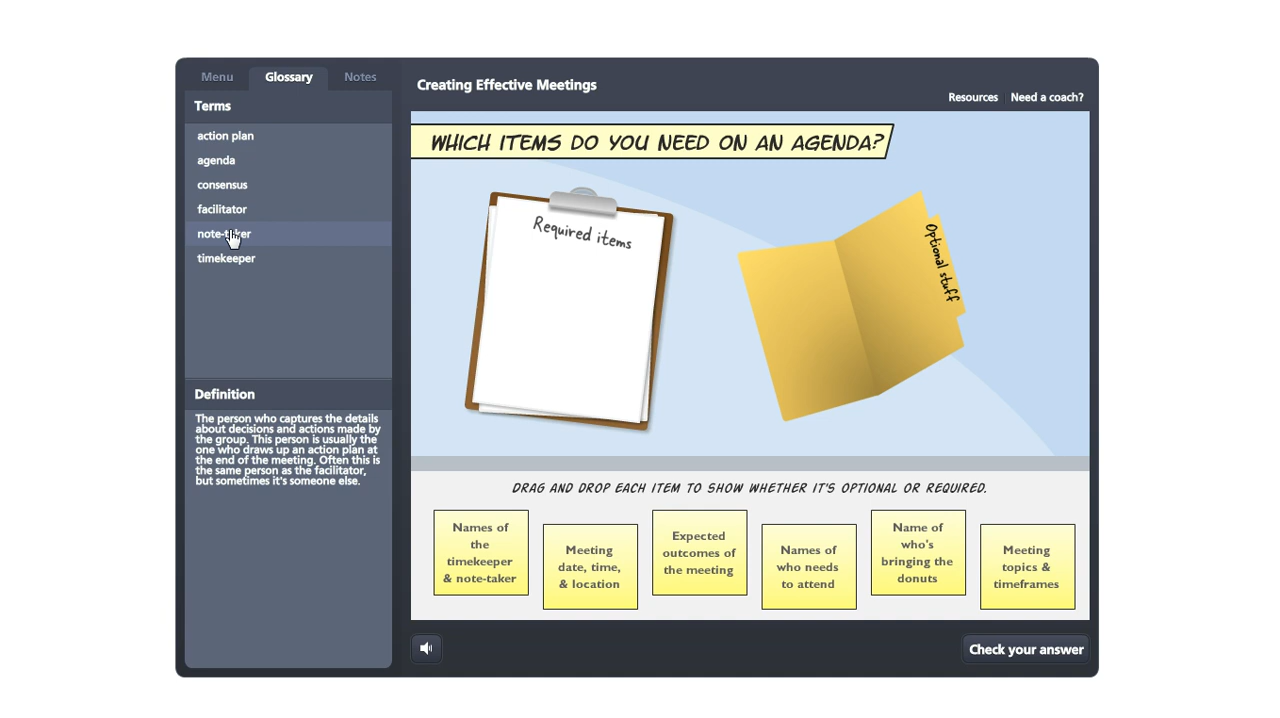 Menu
Glossary
Notes
Terms
action plan
agenda
consensus
facilitator
note-taker
timekeeper
Definition
The person who captures the details
about decisions and actions made by
the group. This person is usually the
one who draws up an action plan at
the end of the meeting. Often this is
the same person as the facilitator,
but sometimes it's someone else.
Creating Effective Meetings
Resources
Need a coach?
WHICH ITEMS DO YOU NEED ON AN AGENDA?
Required items
Optional stuff
DRAG AND DROP EACH ITEM TO SHOW WHETHER IT'S OPTIONAL OR REQUIRED.
Names of
the
timekeeper
& note-taker
Meeting
date, time,
& location
Expected
outcomes of
the meeting
Names of
who needs
to attend
Name of
who's
bringing the
donuts
Meeting
topics &
timeframes
Check your answer